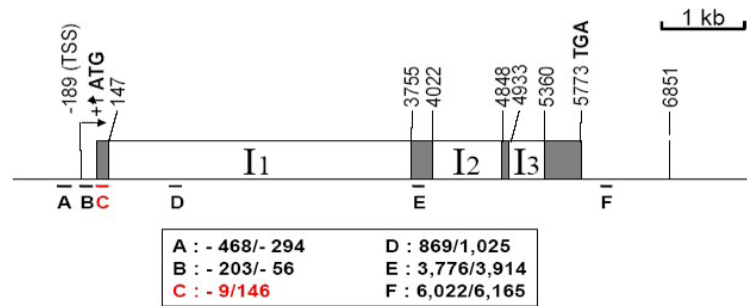 1 kb
-189 (TSS)
+1 ATG
147
3755
4022
4848
4933
5360
5773 TGA
6851
I1
I2
I3
A
B
C
D
E
F
A : - 468/- 294
D : 869/1,025
B : - 203/- 56
E : 3,776/3,914
C : - 9/146
F : 6,022/6,165